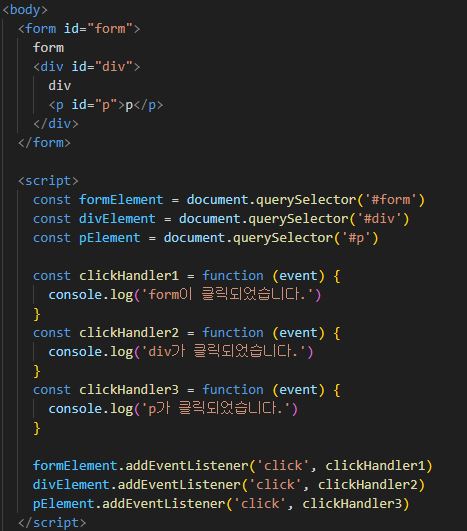 <body>
<form id="form">
form
<div id="div">
div
<p id="p">p</p>
</div>
</form>
<script>
const formElement = document.querySelector('#form')
const divElement = document.querySelector('#div')
const pElement = document.querySelector('#p')
const clickHandler1 = function (event) {
console.log('form이 클릭되었습니다.')
}
const clickHandler2 = function (event) {
console.log('div가 클릭되었습니다.')
}
const clickHandler3 = function (event) {
console.log('p가 클릭되었습니다.')
}
formElement.addEventListener('click', clickHandler1)
divElement.addEventListener('click', clickHandler2)
pElement.addEventListener('click', clickHandler3)
</script>